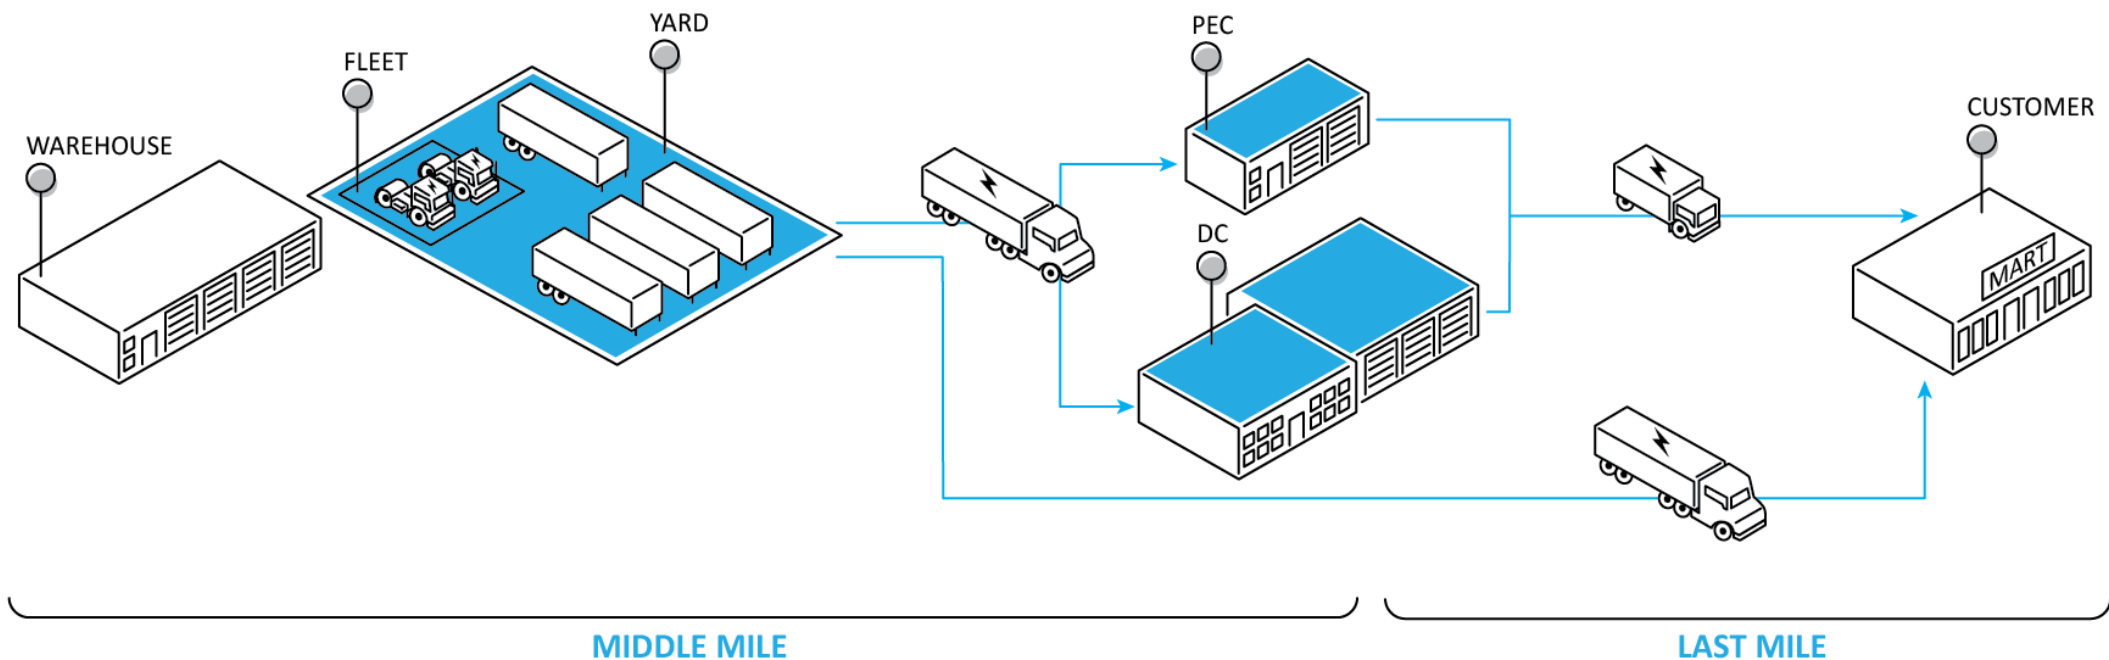 WAREHOUSE
FLEET
YARD
PEC
DC
CUSTOMER
MART
MIDDLE MILE
LAST MILE